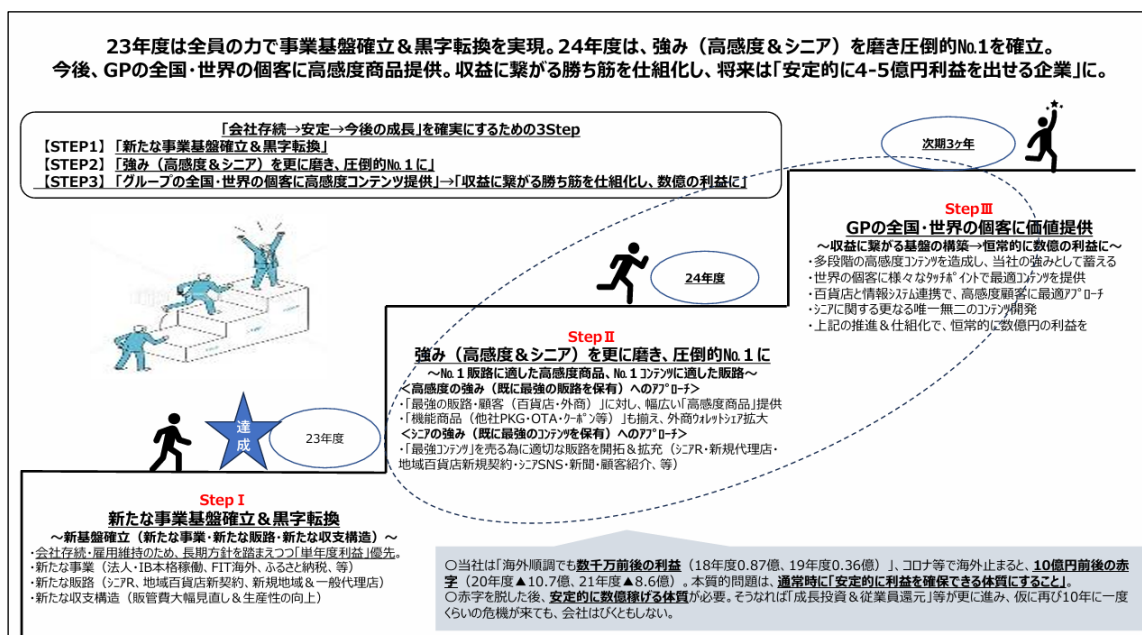 23年度は全員の力で事業基盤確立＆黒字転換を実現。24年度は、強み（高感度＆シニア）を磨き圧倒的№1を確立。
今後、GPの全国・世界の個客に高感度商品提供。収益に繋がる勝ち筋を仕組化し、将来は「安定的に4-5億円利益を出せる企業」に。
「会社存続→安定→今後の成長」を確実にするための3Step
【STEP1】「新たな事業基盤確立＆黒字転換」
【STEP2】「強み（高感度＆シニア）を更に磨き、圧倒的№1に」
【STEP3】「グループの全国・世界の個客に高感度コンテンツ提供」→「収益に繋がる勝ち筋を仕組化し、数億の利益に」
次期3ヶ年
StepⅢ
GPの全国・世界の個客に価値提供
～収益に繋がる基盤の構築→恒常的に数億の利益に～
・多段階の高感度ｺﾝﾃﾝﾂを造成し、当社の強みとして蓄える
・世界の個客に様々なﾀｯﾁﾎﾟｲﾝﾄで最適ｺﾝﾃﾝﾂを提供
・百貨店と情報ｼｽﾃﾑ連携で、高感度顧客に最適ｱﾌﾟﾛｰﾁ
・ｼﾆｱに関する更なる唯一無二のｺﾝﾃﾝﾂ開発
・上記の推進＆仕組化で、恒常的に数億円の利益を
24年度
StepⅡ
強み（高感度＆シニア）を更に磨き、圧倒的№1に
～№1販路に適した高感度商品、№1ｺﾝﾃﾝﾂに適した販路～
＜高感度の強み（既に最強の販路を保有）へのｱﾌﾟﾛｰﾁ＞
・「最強の販路・顧客（百貨店・外商）」に対し、幅広い「高感度商品」提供
・「機能商品（他社PKG・OTA・ｸｰﾎﾟﾝ等）」も揃え、外商ｳｫﾚｯﾄｼｪｱ拡大
＜ｼﾆｱの強み（既に最強のｺﾝﾃﾝﾂを保有）へのｱﾌﾟﾛｰﾁ＞
・「最強ｺﾝﾃﾝﾂ」を売る為に適切な販路を開拓＆拡充（ｼﾆｱR・新規代理店・
地域百貨店新規契約・ｼﾆｱSNS・新聞・顧客紹介、等）
達成
23年度
StepⅠ
新たな事業基盤確立＆黒字転換
～新基盤確立（新たな事業・新たな販路・新たな収支構造）～
・会社存続・雇用維持のため、長期方針を踏まえつつ「単年度利益」優先。
・新たな事業（法人・IB本格稼働、FIT海外、ふるさと納税、等）
・新たな販路（ｼﾆｱR、地域百貨店新契約、新規地域＆一般代理店）
・新たな収支構造（販管費大幅見直し＆生産性の向上）
〇当社は「海外順調でも数千万前後の利益（18年度0.87億、19年度0.36億）」、コロナ等で海外止まると、10億円前後の赤
字（20年度▲10.7億、21年度▲8.6億）。本質的問題は、通常時に「安定的に利益を確保できる体質にすること」。
〇赤字を脱した後、安定的に数億稼げる体質が必要。そうなれば「成長投資＆従業員還元」等が更に進み、仮に再び10年に一度
くらいの危機が来ても、会社はびくともしない。